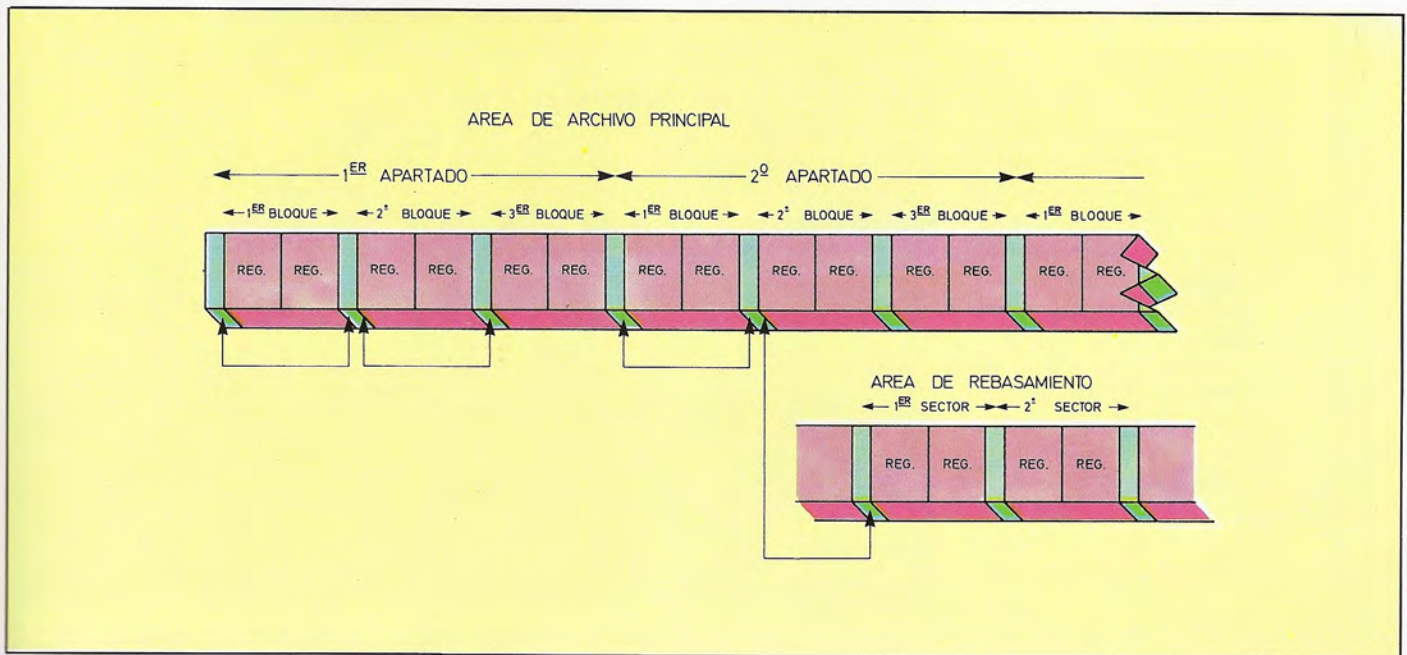 AREA DE ARCHIVO PRINCIPAL
1ER APARTADO 2º APARTADO
1ER BLOQUE 2º BLOQUE 3ER BLOQUE 1ER BLOQUE 2º BLOQUE 3ER BLOQUE 1ER BLOQUE
REG. REG. REG. REG. REG. REG. REG. REG. REG. REG. REG. REG. REG. REG.
AREA DE REBASAMIENTO
1ER SECTOR 2º SECTOR
REG. REG. REG. REG.